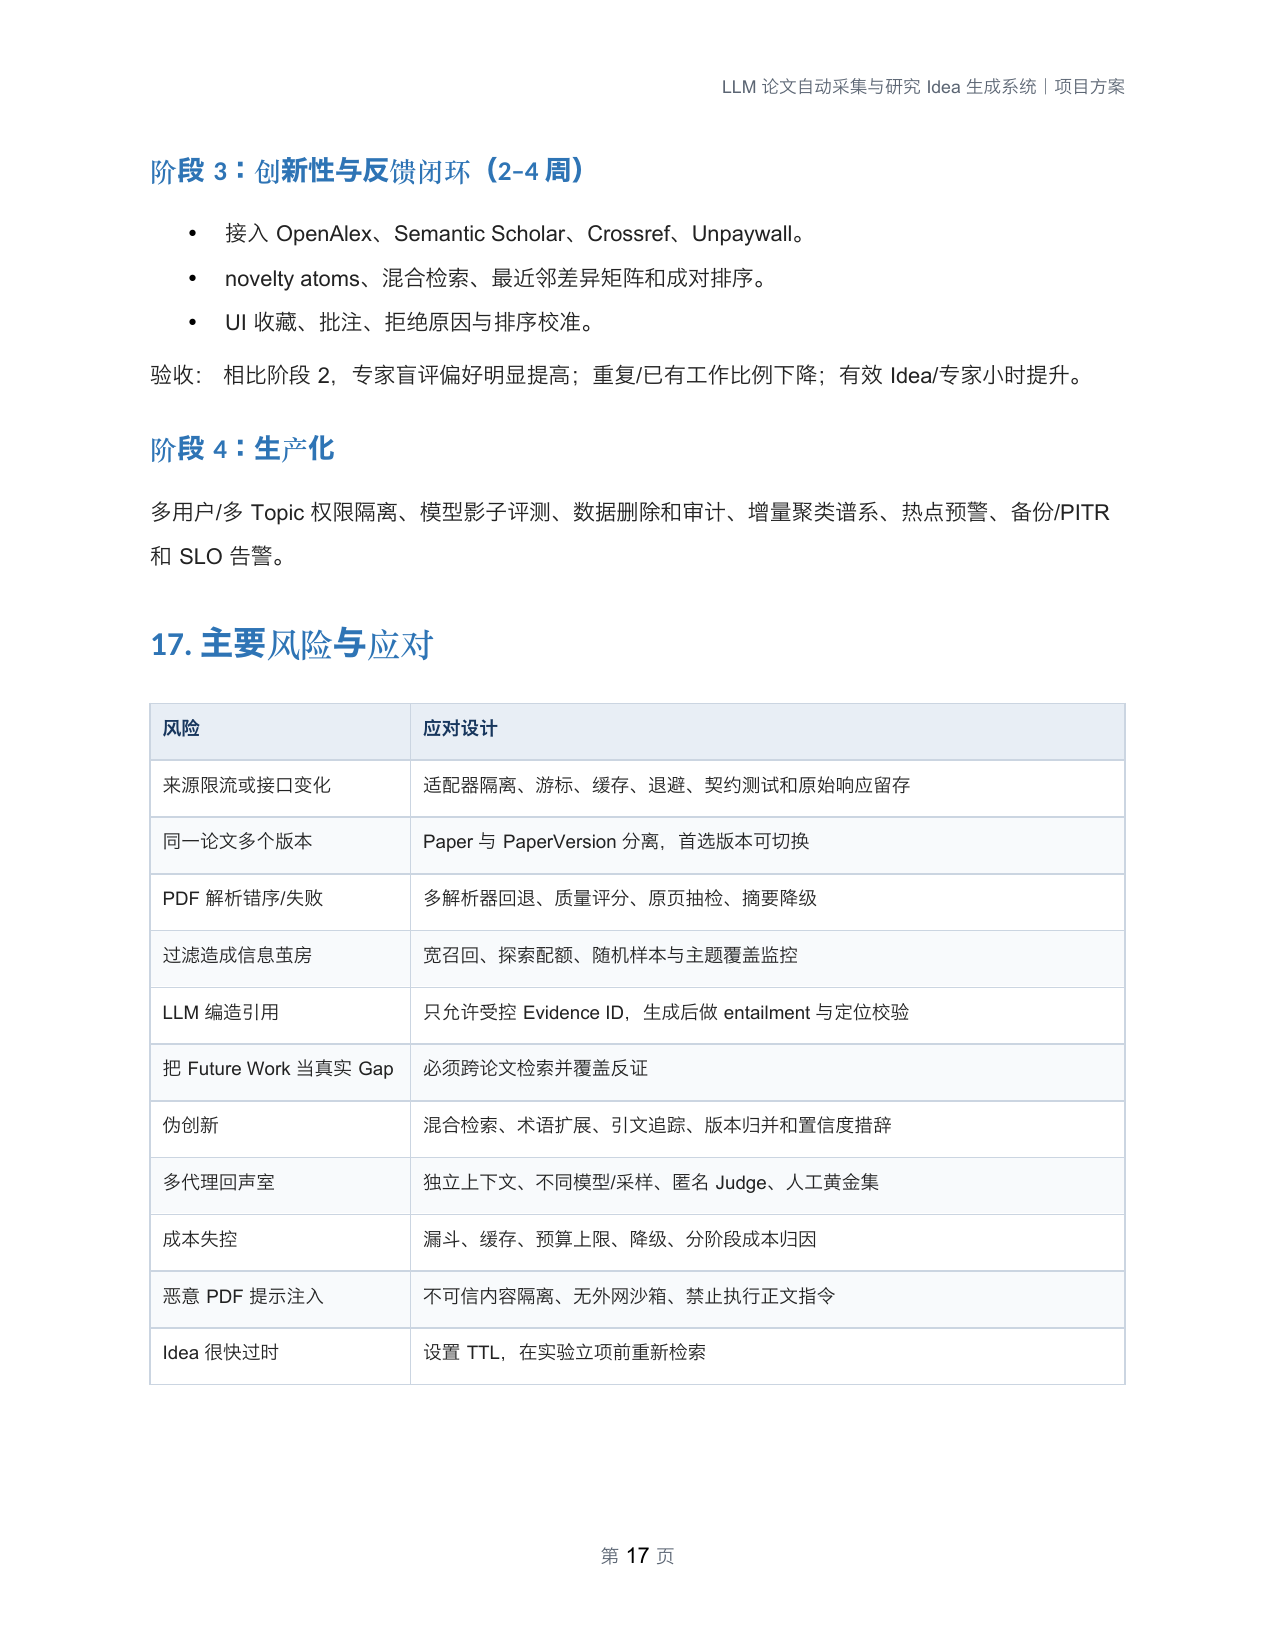 LLM 论文自动采集与研究 Idea 生成系统｜项目方案
阶段 3：创新性与反馈闭环（2–4 周）
• 接入 OpenAlex、Semantic Scholar、Crossref、Unpaywall。
• novelty atoms、混合检索、最近邻差异矩阵和成对排序。
• UI 收藏、批注、拒绝原因与排序校准。
验收： 相比阶段 2，专家盲评偏好明显提高；重复/已有工作比例下降；有效 Idea/专家小时提升。
阶段 4：生产化
多用户/多 Topic 权限隔离、模型影子评测、数据删除和审计、增量聚类谱系、热点预警、备份/PITR
和 SLO 告警。
17. 主要风险与应对
风险 应对设计
来源限流或接口变化 适配器隔离、游标、缓存、退避、契约测试和原始响应留存
同一论文多个版本 Paper 与 PaperVersion 分离，首选版本可切换
PDF 解析错序/失败 多解析器回退、质量评分、原页抽检、摘要降级
过滤造成信息茧房 宽召回、探索配额、随机样本与主题覆盖监控
LLM 编造引用 只允许受控 Evidence ID，生成后做 entailment 与定位校验
把 Future Work 当真实 Gap 必须跨论文检索并覆盖反证
伪创新 混合检索、术语扩展、引文追踪、版本归并和置信度措辞
多代理回声室 独立上下文、不同模型/采样、匿名 Judge、人工黄金集
成本失控 漏斗、缓存、预算上限、降级、分阶段成本归因
恶意 PDF 提示注入 不可信内容隔离、无外网沙箱、禁止执行正文指令
Idea 很快过时 设置 TTL，在实验立项前重新检索
第 17 页